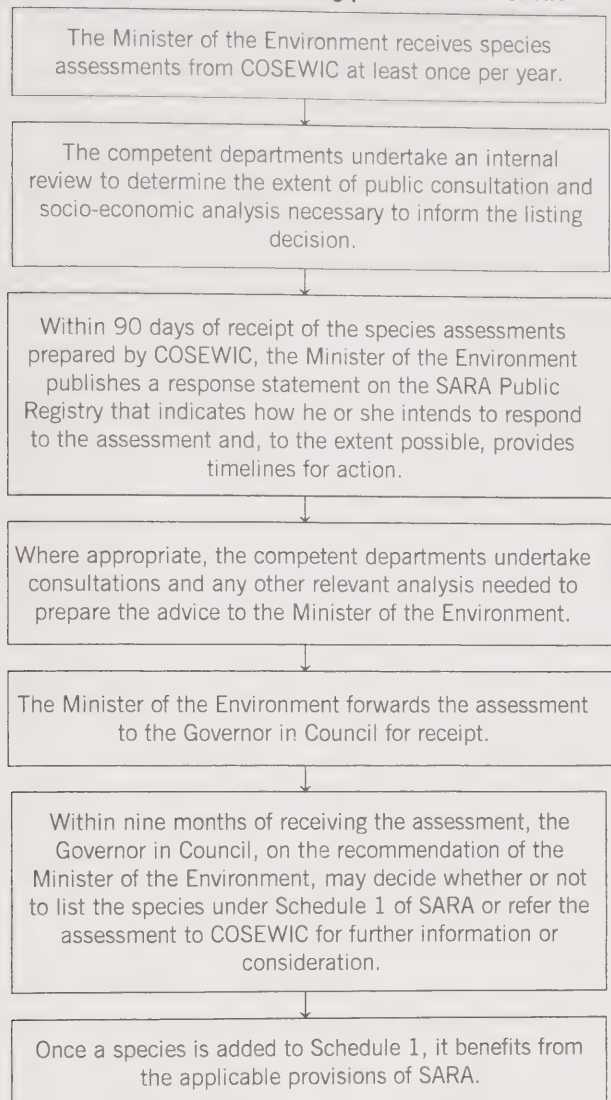 The Minister of the Environment receives species
assessments from COSEWIC at least once per year.
The competent departments undertake an internal
review to determine the extent of public consultation and
socio-economic analysis necessary to inform the listing
decision.
Within 90 days of receipt of the species assessments
prepared by COSEWIC, the Minister of the Environment
publishes a response statement on the SARA Public
Registry that indicates how he or she intends to respond
to the assessment and, to the extent possible, provides
timelines for action.
Where appropriate, the competent departments undertake
consultations and any other relevant analysis needed to
prepare the advice to the Minister of the Environment.
The Minister of the Environment forwards the assessment
to the Governor in Council for receipt.
Within nine months of receiving the assessment, the
Governor in Council, on the recommendation of the
Minister of the Environment, may decide whether or not
to list the species under Schedule 1 of SARA or refer the
assessment to COSEWIC for further information or
consideration.
Once a species is added to Schedule 1, it benefits from
the applicable provisions of SARA.